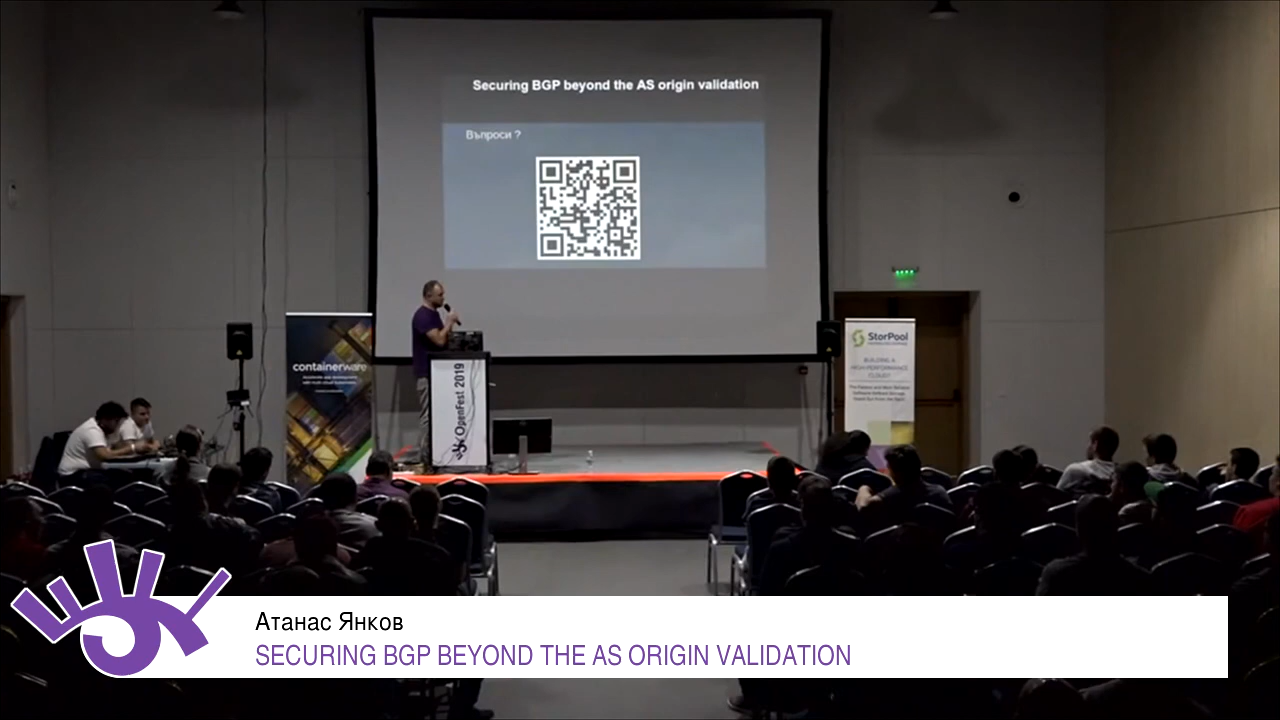 Securing BGP beyond the AS origin validation
Въпроси ?
containerware
StorPool
BUILDING A
HIGH-PERFORMANCE
CLOUD?
OpenFest 2019
Атанас Янков
SECURING BGP BEYOND THE AS ORIGIN VALIDATION